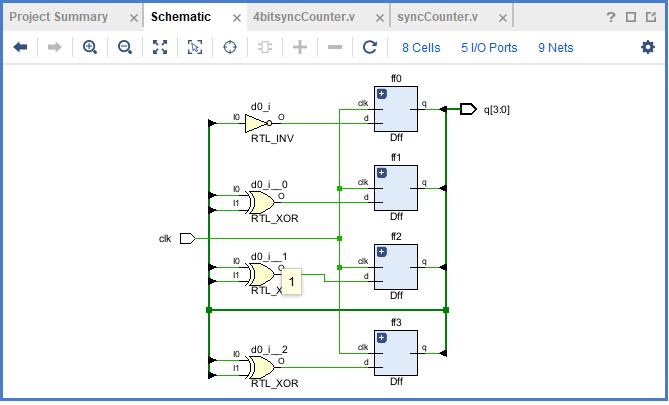 Project Summary × Schematic × 4bitsyncCounter.v × syncCounter.v × ?
8 Cells 5 I/O Ports 9 Nets
ff0
d0_i
clk q q[3:0]
I0 O d
RTL_INV Dff
ff1
d0_i__0 clk q
I0 O d
I1
RTL_XOR Dff
clk
ff2
d0_i__1
I0 O clk q
I1 1 d
RTL_X Dff
ff3
d0_i__2 clk q
I0 O d
I1
RTL_XOR Dff